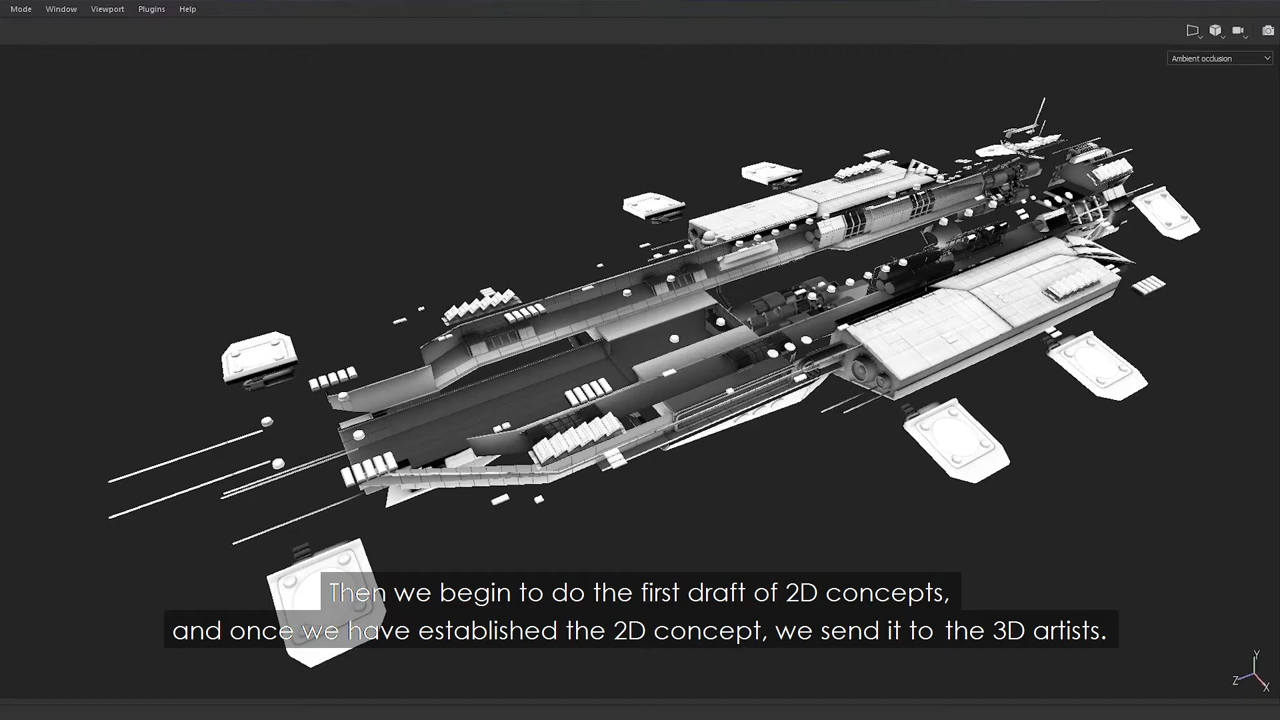 Mode Window Viewport Plugins Help
Ambient occlusion
Then we begin to do the first draft of 2D concepts,
and once we have established the 2D concept, we send it to the 3D artists.
Y
Z
X